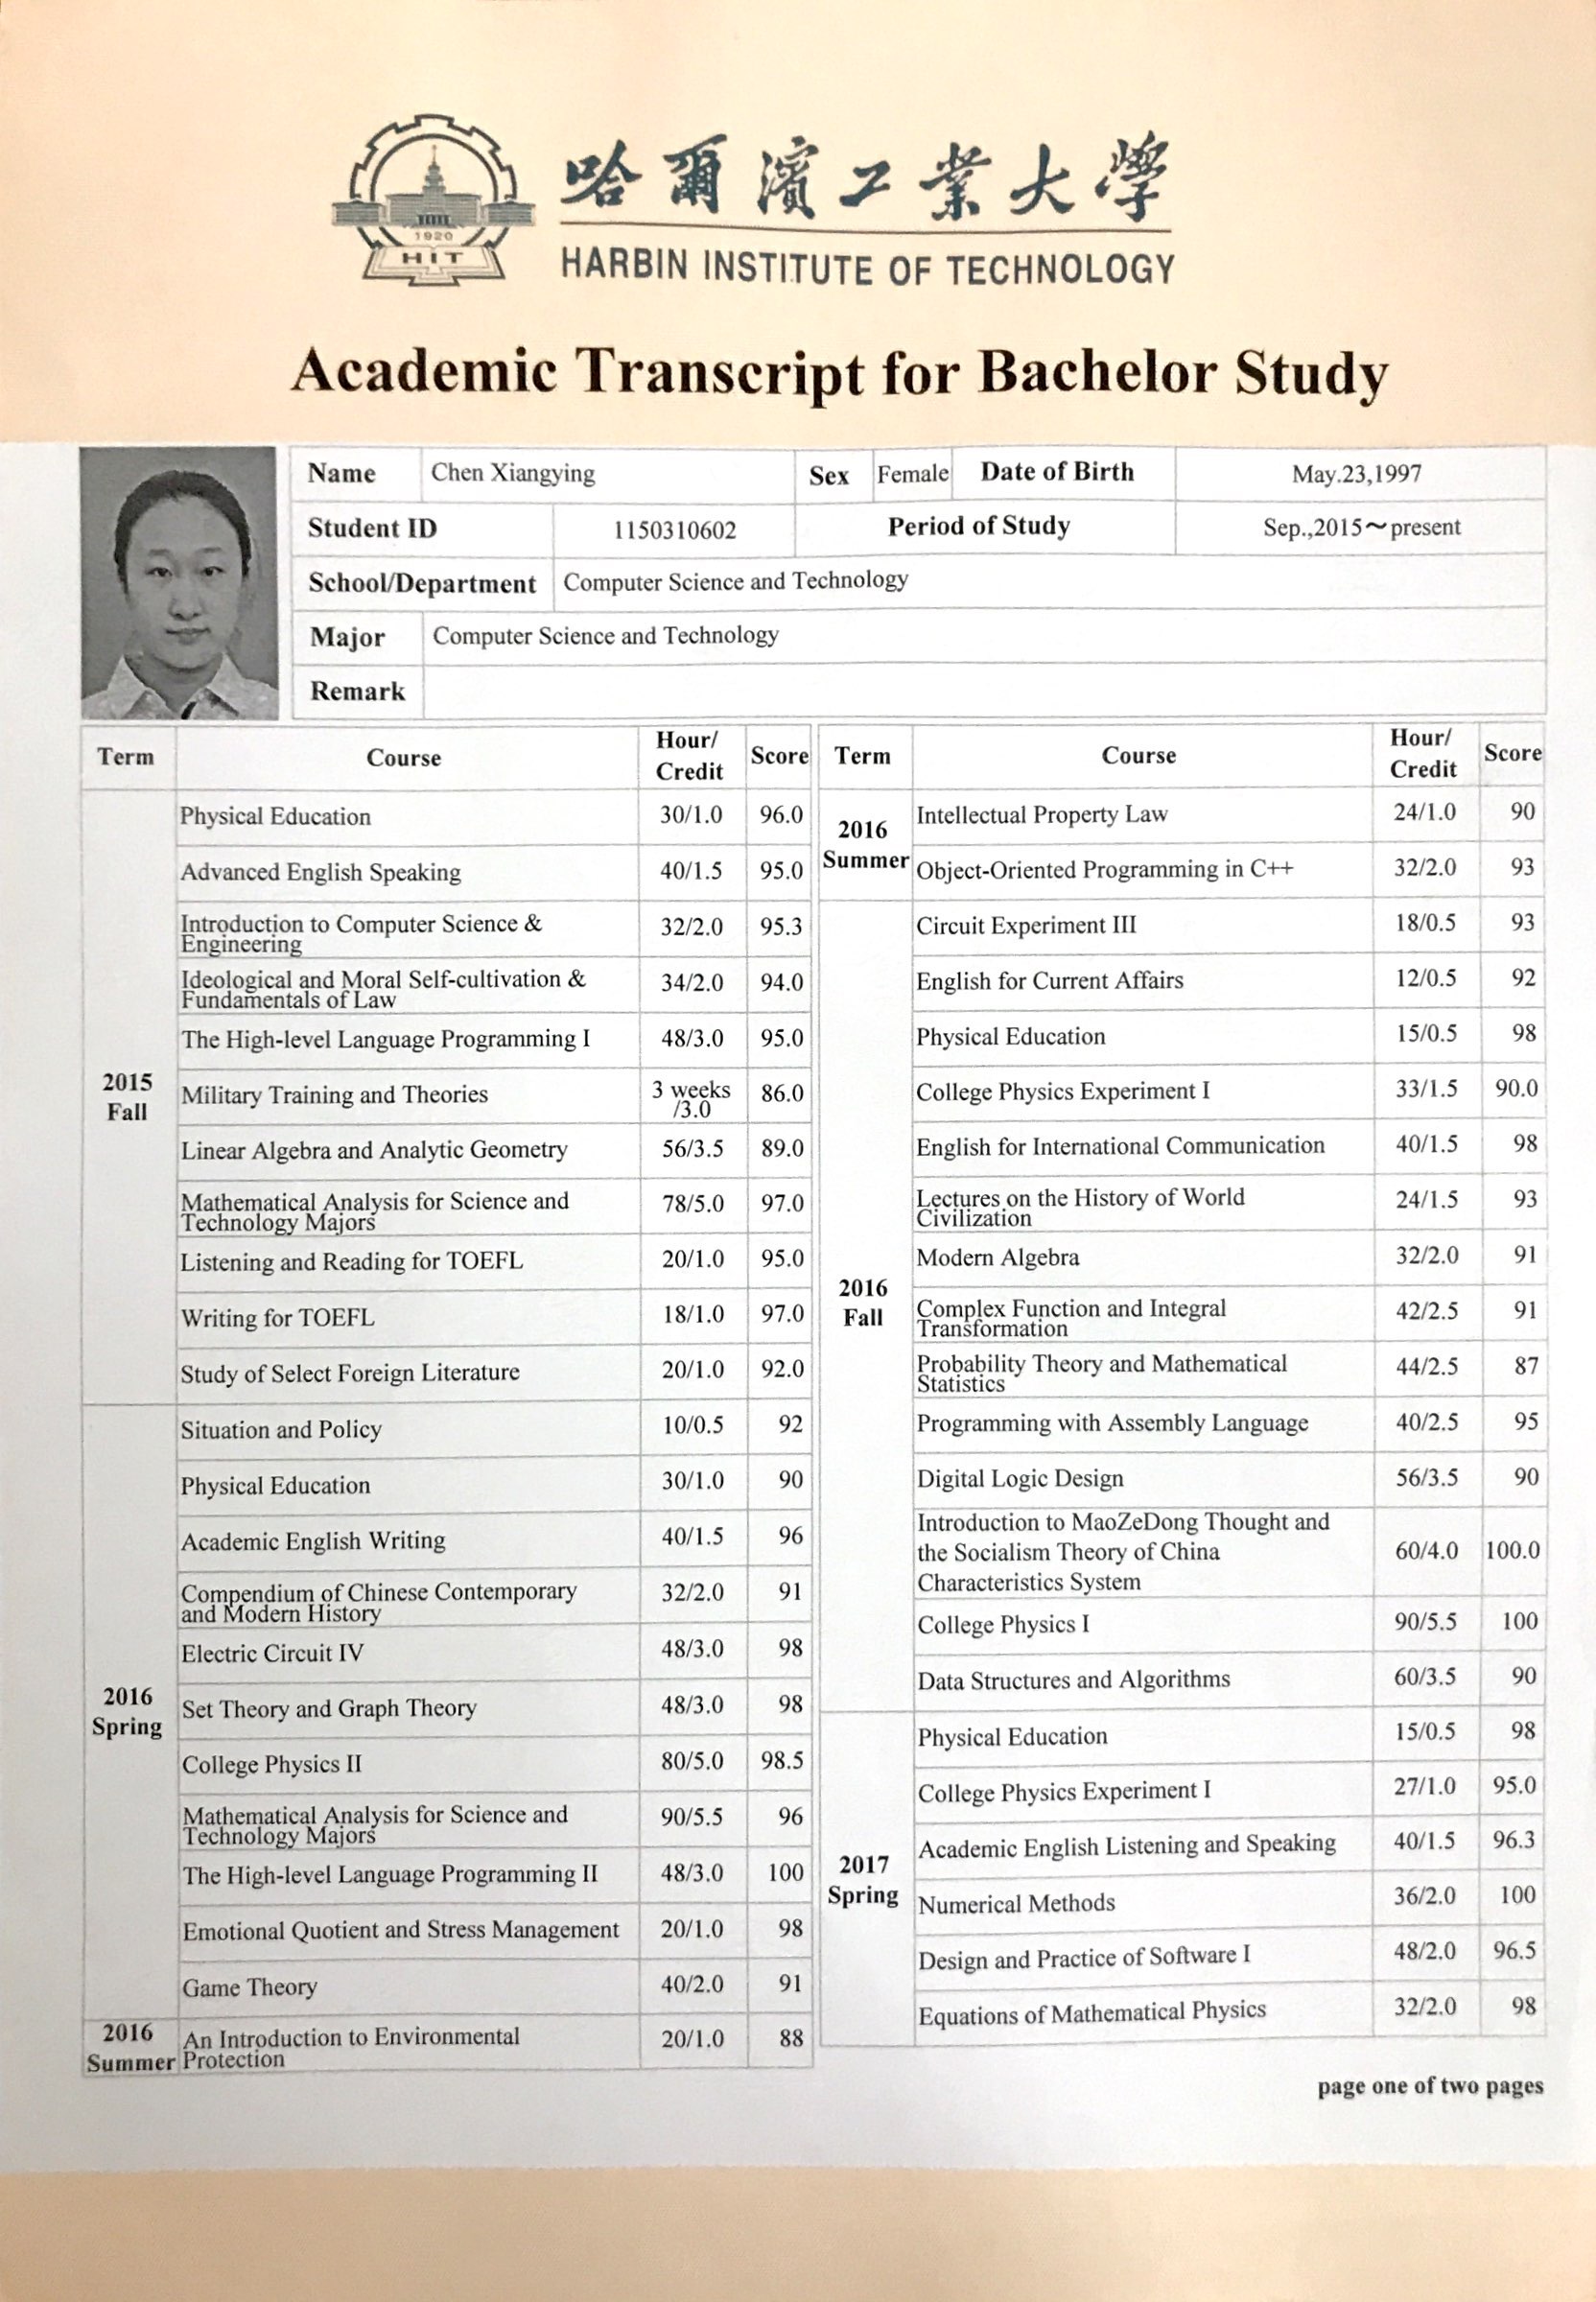 哈爾濱工業大學
HARBIN INSTITUTE OF TECHNOLOGY
1920
HIT
Academic Transcript for Bachelor Study
Name Chen Xiangying Sex Female Date of Birth May.23,1997
Student ID 1150310602 Period of Study Sep.,2015～present
School/Department Computer Science and Technology
Major Computer Science and Technology
Remark
Term Course Hour/ Credit Score
2015 Fall
Physical Education 30/1.0 96.0
Advanced English Speaking 40/1.5 95.0
Introduction to Computer Science &
Engineering 32/2.0 95.3
Ideological and Moral Self-cultivation &
Fundamentals of Law 34/2.0 94.0
The High-level Language Programming I 48/3.0 95.0
Military Training and Theories 3 weeks /3.0 86.0
Linear Algebra and Analytic Geometry 56/3.5 89.0
Mathematical Analysis for Science and
Technology Majors 78/5.0 97.0
Listening and Reading for TOEFL 20/1.0 95.0
Writing for TOEFL 18/1.0 97.0
Study of Select Foreign Literature 20/1.0 92.0
2016 Spring
Situation and Policy 10/0.5 92
Physical Education 30/1.0 90
Academic English Writing 40/1.5 96
Compendium of Chinese Contemporary
and Modern History 32/2.0 91
Electric Circuit IV 48/3.0 98
Set Theory and Graph Theory 48/3.0 98
College Physics II 80/5.0 98.5
Mathematical Analysis for Science and
Technology Majors 90/5.5 96
The High-level Language Programming II 48/3.0 100
Emotional Quotient and Stress Management 20/1.0 98
Game Theory 40/2.0 91
2016 Summer
An Introduction to Environmental
Protection 20/1.0 88
Term Course Hour/ Credit Score
2016 Summer
Intellectual Property Law 24/1.0 90
Object-Oriented Programming in C++ 32/2.0 93
2016 Fall
Circuit Experiment III 18/0.5 93
English for Current Affairs 12/0.5 92
Physical Education 15/0.5 98
College Physics Experiment I 33/1.5 90.0
English for International Communication 40/1.5 98
Lectures on the History of World
Civilization 24/1.5 93
Modern Algebra 32/2.0 91
Complex Function and Integral
Transformation 42/2.5 91
Probability Theory and Mathematical
Statistics 44/2.5 87
Programming with Assembly Language 40/2.5 95
Digital Logic Design 56/3.5 90
Introduction to MaoZeDong Thought and
the Socialism Theory of China
Characteristics System 60/4.0 100.0
College Physics I 90/5.5 100
Data Structures and Algorithms 60/3.5 90
2017 Spring
Physical Education 15/0.5 98
College Physics Experiment I 27/1.0 95.0
Academic English Listening and Speaking 40/1.5 96.3
Numerical Methods 36/2.0 100
Design and Practice of Software I 48/2.0 96.5
Equations of Mathematical Physics 32/2.0 98
page one of two pages